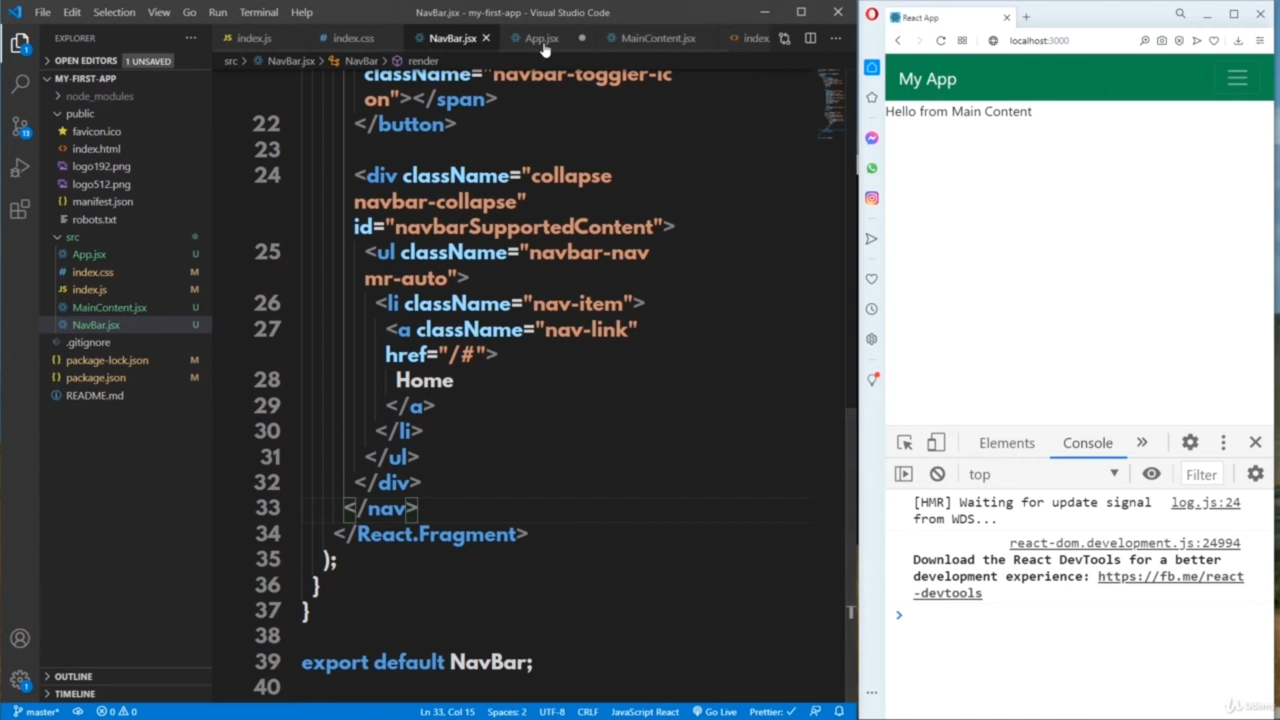 File Edit Selection View Go Run Terminal Help
NavBar.jsx - my-first-app - Visual Studio Code
EXPLORER
OPEN EDITORS 1 UNSAVED
MY-FIRST-APP
node_modules
public
favicon.ico
index.html
logo192.png
logo512.png
manifest.json
robots.txt
src
App.jsx U
index.css M
index.js M
MainContent.jsx U
NavBar.jsx U
.gitignore
package-lock.json M
package.json M
README.md
OUTLINE
TIMELINE
index.js index.css NavBar.jsx App.jsx MainContent.jsx index
src > NavBar.jsx > NavBar > render
className="navbar-toggler-ic
on"></span>
22 </button>
23
24 <div className="collapse
navbar-collapse"
id="navbarSupportedContent">
25 <ul className="navbar-nav
mr-auto">
26 <li className="nav-item">
27 <a className="nav-link"
href="/#">
28 Home
29 </a>
30 </li>
31 </ul>
32 </div>
33 </nav>
34 </React.Fragment>
35 );
36 }
37 }
38
39 export default NavBar;
40
master* 0 0 Ln 33, Col 15 Spaces: 2 UTF-8 CRLF JavaScript React Go Live Prettier: ✓
React App
localhost:3000
My App
Hello from Main Content
Elements Console
top Filter
[HMR] Waiting for update signal log.js:24
from WDS...
react-dom.development.js:24994
Download the React DevTools for a better
development experience: https://fb.me/react
-devtools
Udemy